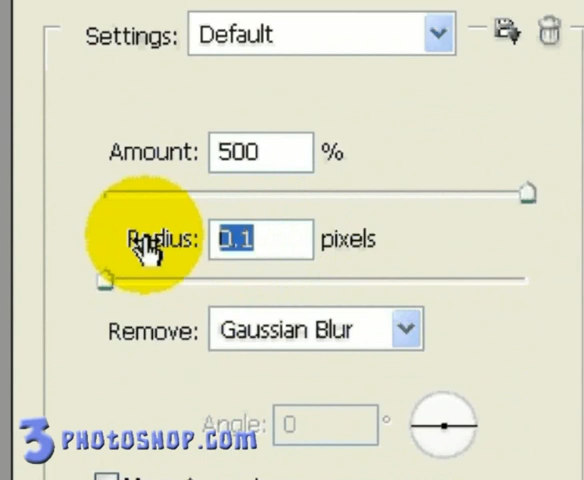 Settings: Default
Amount: 500 %
Radius: 0.1 pixels
Remove: Gaussian Blur
Angle: 0 °
3 PHOTOSHOP.COM